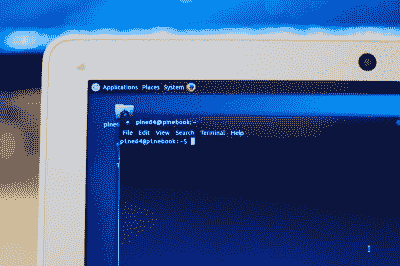 Applications Places System
pine64@pinebook: ~
File Edit View Search Terminal Help
pine64@pinebook:~$